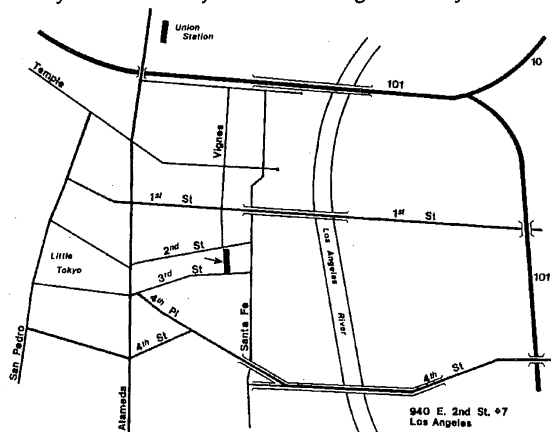 Union
Station
Temple
101
10
Vignes
1st St
1st St
2nd St
3rd St
Little
Tokyo
4th Pl
4th St
Los Angeles
River
Santa Fe
101
4th St
San Pedro
Alameda
940 E. 2nd St. #7
Los Angeles